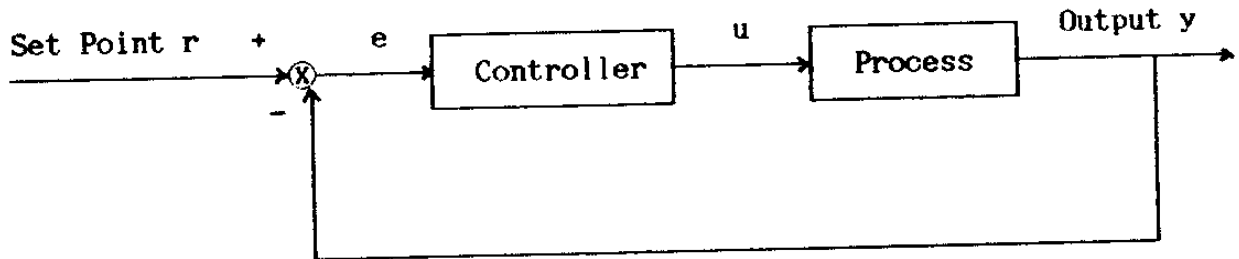 Set Point r
+
e
Controller
u
Process
Output y
-